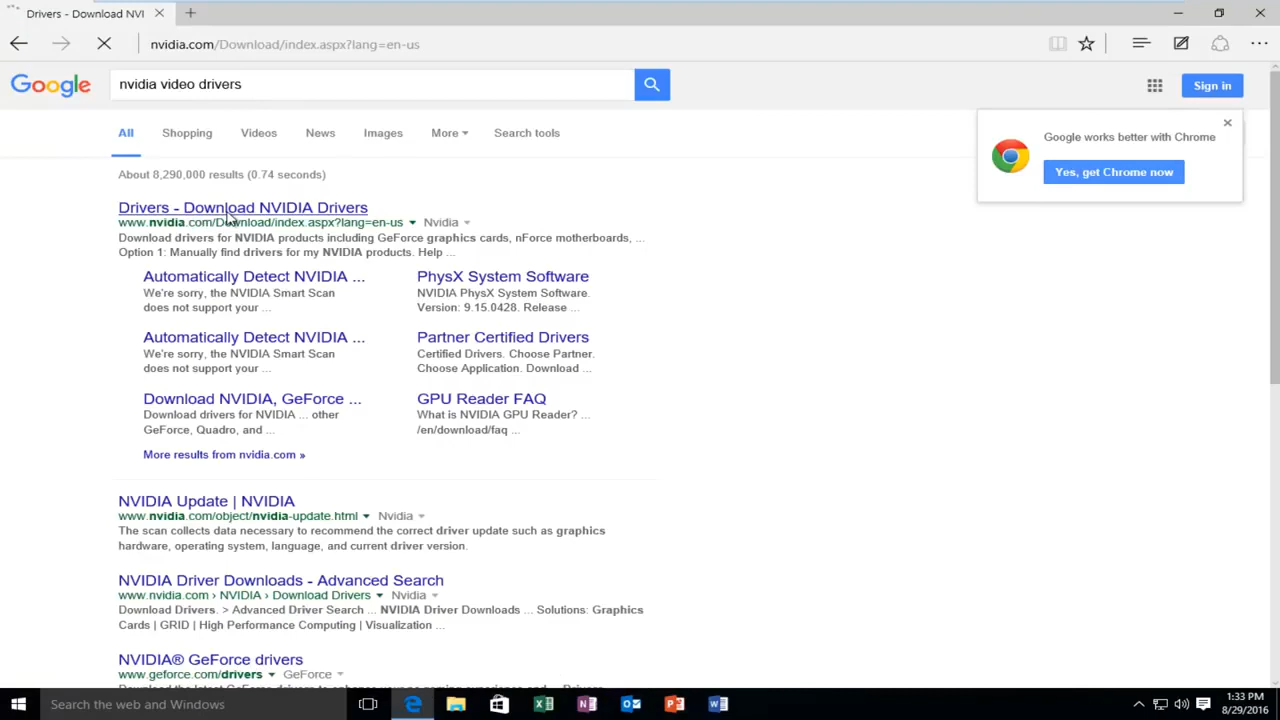 Drivers - Download NVI
nvidia.com/Download/index.aspx?lang=en-us
Google
nvidia video drivers
Sign in
All
Shopping
Videos
News
Images
More
Search tools
Google works better with Chrome
Yes, get Chrome now
About 8,290,000 results (0.74 seconds)
Drivers - Download NVIDIA Drivers
www.nvidia.com/Download/index.aspx?lang=en-us Nvidia
Download drivers for NVIDIA products including GeForce graphics cards, nForce motherboards, ...
Option 1: Manually find drivers for my NVIDIA products. Help ...
Automatically Detect NVIDIA ...
We're sorry, the NVIDIA Smart Scan
does not support your ...
PhysX System Software
NVIDIA PhysX System Software.
Version: 9.15.0428. Release ...
Automatically Detect NVIDIA ...
We're sorry, the NVIDIA Smart Scan
does not support your ...
Partner Certified Drivers
Certified Drivers. Choose Partner.
Choose Application. Download ...
Download NVIDIA, GeForce ...
Download drivers for NVIDIA ... other
GeForce, Quadro, and ...
GPU Reader FAQ
What is NVIDIA GPU Reader? ...
/en/download/faq ...
More results from nvidia.com »
NVIDIA Update | NVIDIA
www.nvidia.com/object/nvidia-update.html Nvidia
The scan collects data necessary to recommend the correct driver update such as graphics
hardware, operating system, language, and current driver version.
NVIDIA Driver Downloads - Advanced Search
www.nvidia.com › NVIDIA › Download Drivers Nvidia
Download Drivers. > Advanced Driver Search ... NVIDIA Driver Downloads ... Solutions: Graphics
Cards | GRID | High Performance Computing | Visualization ...
NVIDIA® GeForce drivers
www.geforce.com/drivers GeForce
Search the web and Windows
1:33 PM
8/29/2016